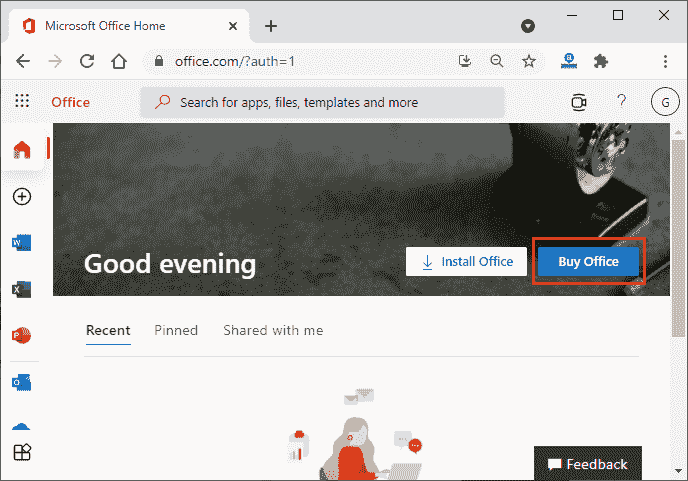 Microsoft Office Home
office.com/?auth=1
Office
Search for apps, files, templates and more
?
G
Good evening
Install Office
Buy Office
Recent Pinned Shared with me
Feedback